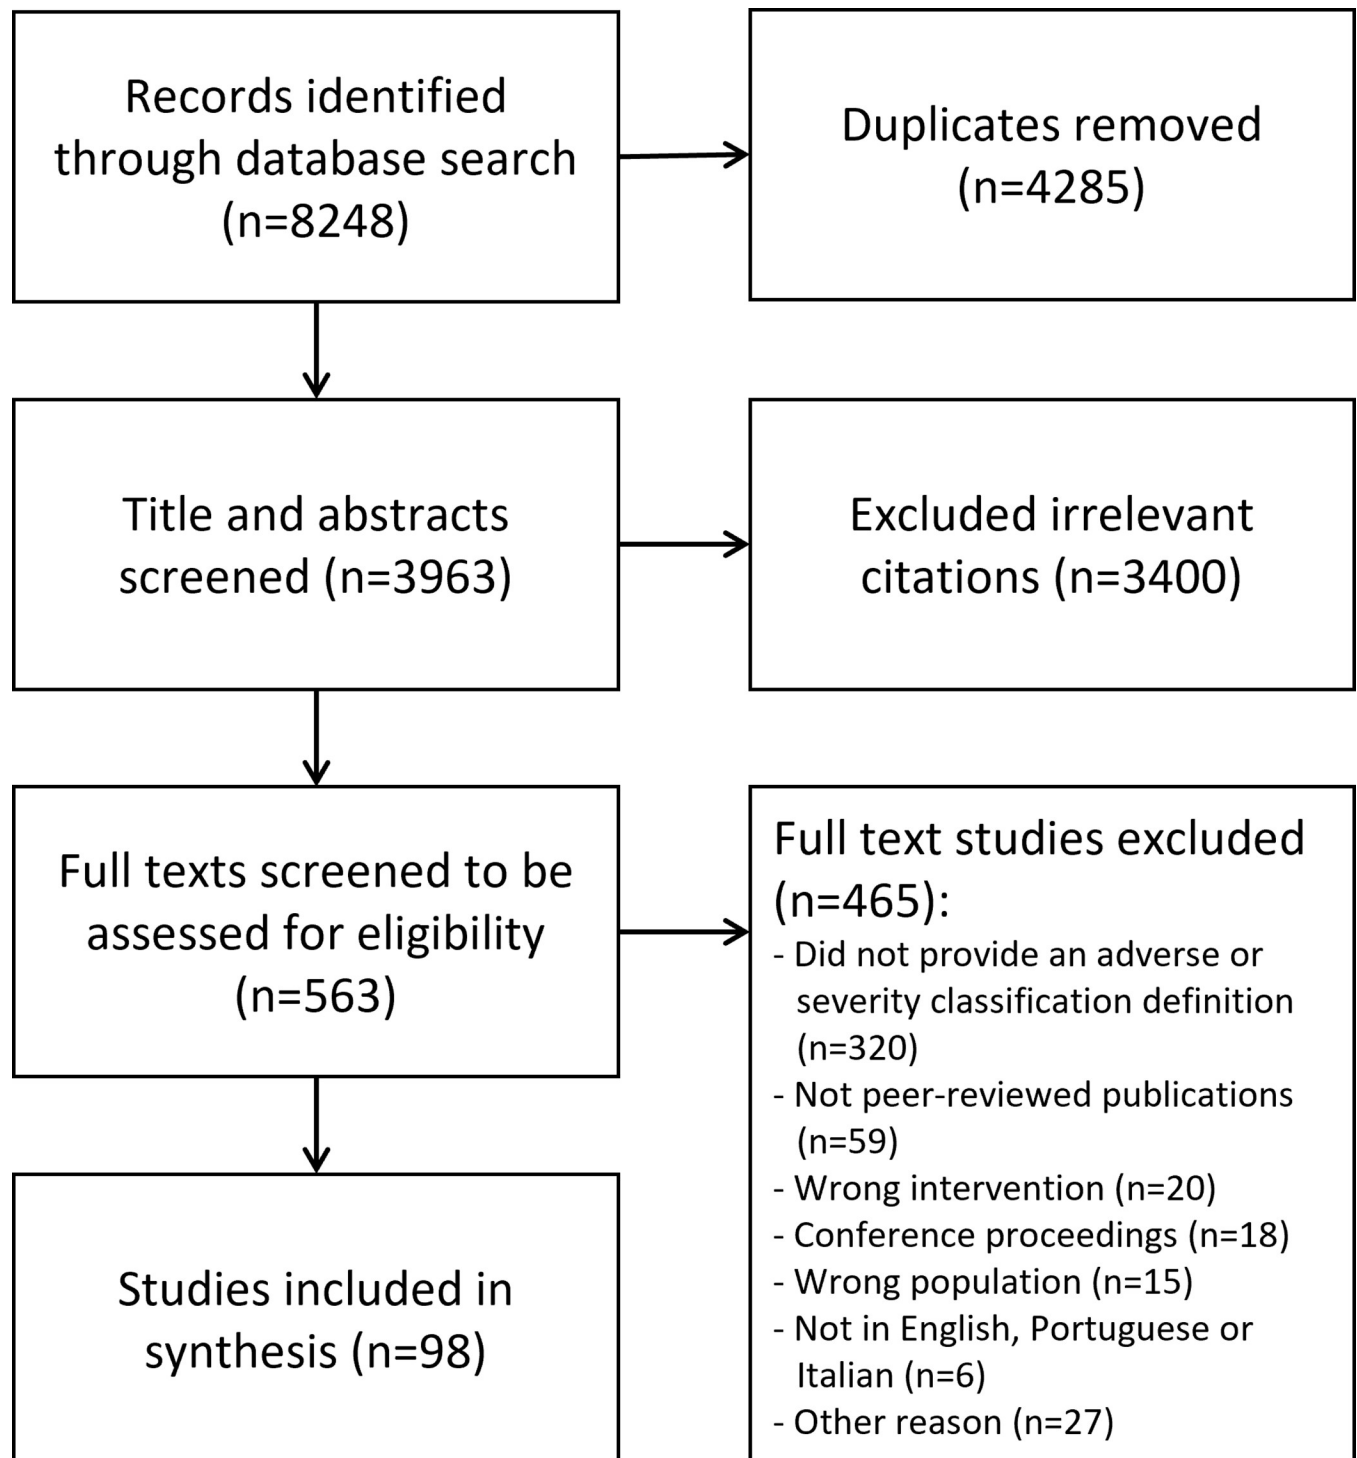 Records identified
through database search
(n=8248)
Duplicates removed
(n=4285)
Title and abstracts
screened (n=3963)
Excluded irrelevant
citations (n=3400)
Full texts screened to be
assessed for eligibility
(n=563)
Full text studies excluded
(n=465):
- Did not provide an adverse or
severity classification definition
(n=320)
- Not peer-reviewed publications
(n=59)
- Wrong intervention (n=20)
- Conference proceedings (n=18)
- Wrong population (n=15)
- Not in English, Portuguese or
Italian (n=6)
- Other reason (n=27)
Studies included in
synthesis (n=98)